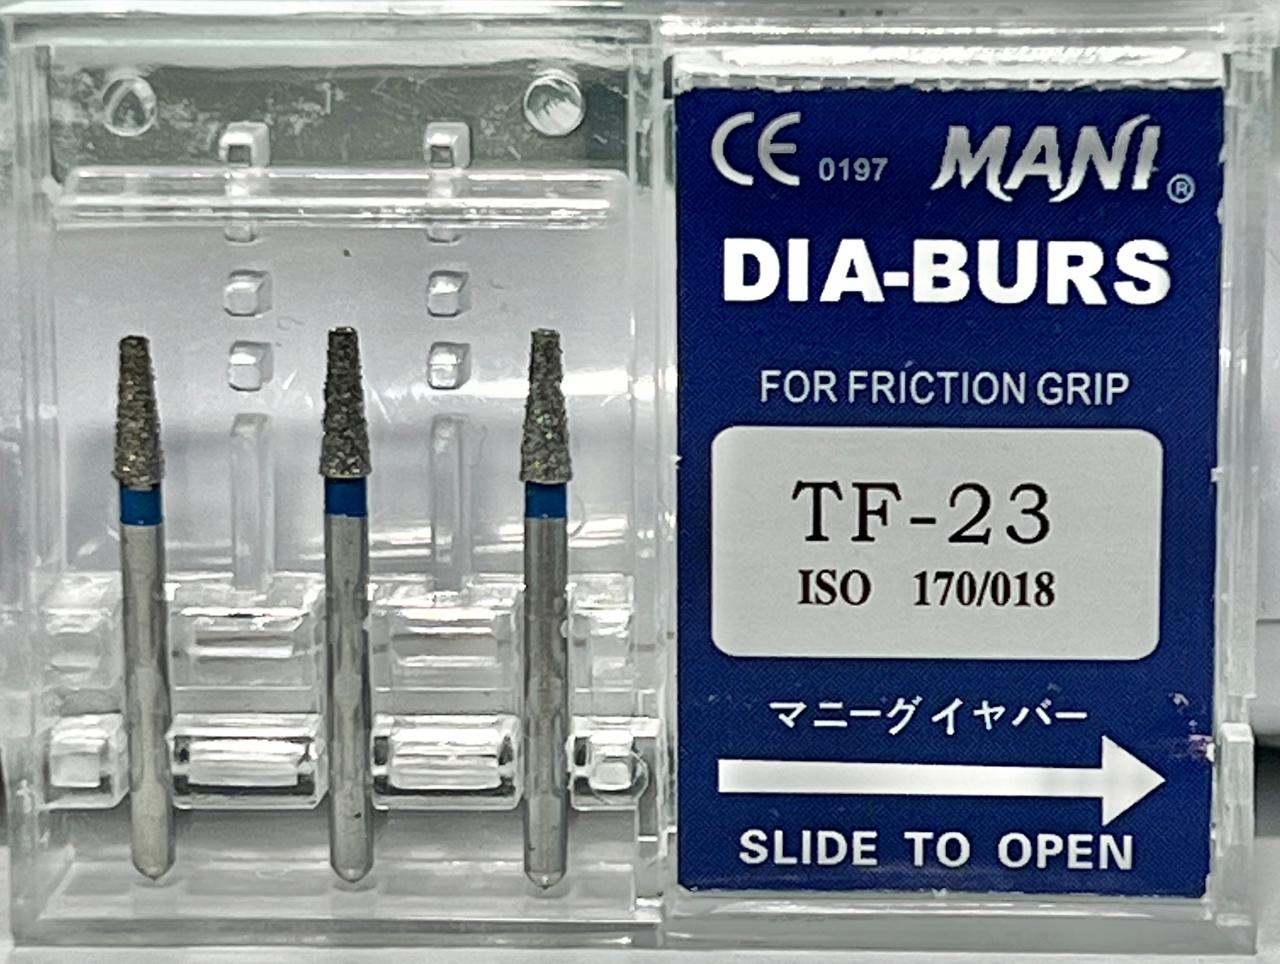 CE 0197 MANI®
DIA-BURS
FOR FRICTION GRIP
TF-23
ISO 170/018
マニーダイヤバー
SLIDE TO OPEN